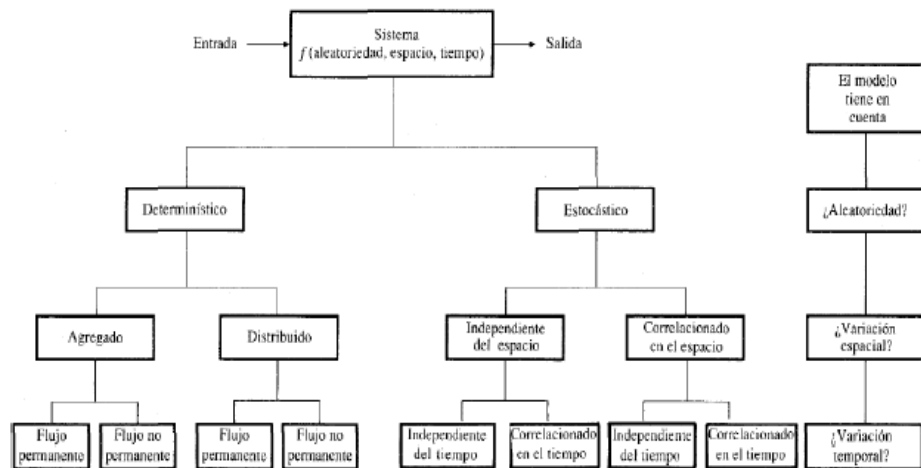 Sistema
Entrada
f (aleatoriedad, espacio, tiempo)
Salida
El modelo
tiene en
cuenta
Determinístico
Estocástico
¿Aleatoriedad?
Agregado
Distribuido
Independiente
del espacio
Correlacionado
en el espacio
¿Variación
espacial?
Flujo
permanente
Flujo no
permanente
Flujo
permanente
Flujo no
permanente
Independiente
del tiempo
Correlacionado
en el tiempo
Independiente
del tiempo
Correlacionado
en el tiempo
¿Variación
temporal?